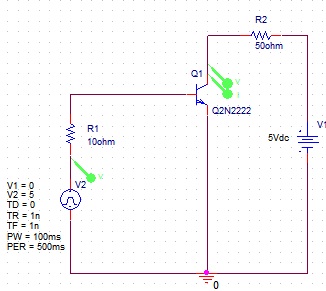 R2
50ohm
Q1
Q2N2222
R1
10ohm
V1
5Vdc
V2
V1 = 0
V2 = 5
TD = 0
TR = 1n
TF = 1n
PW = 100ms
PER = 500ms
0